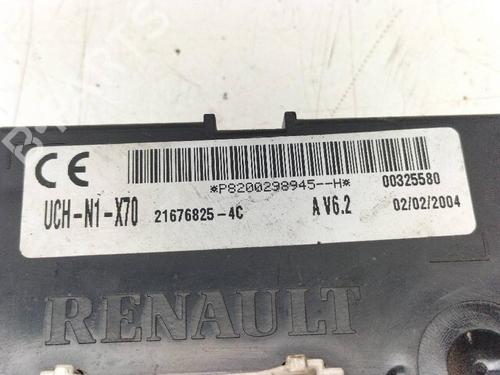 CE
*P8200298945--H*
00325580
UCH-N1-X70
21676825-4C
A V6.2
02/02/2004
RENAULT